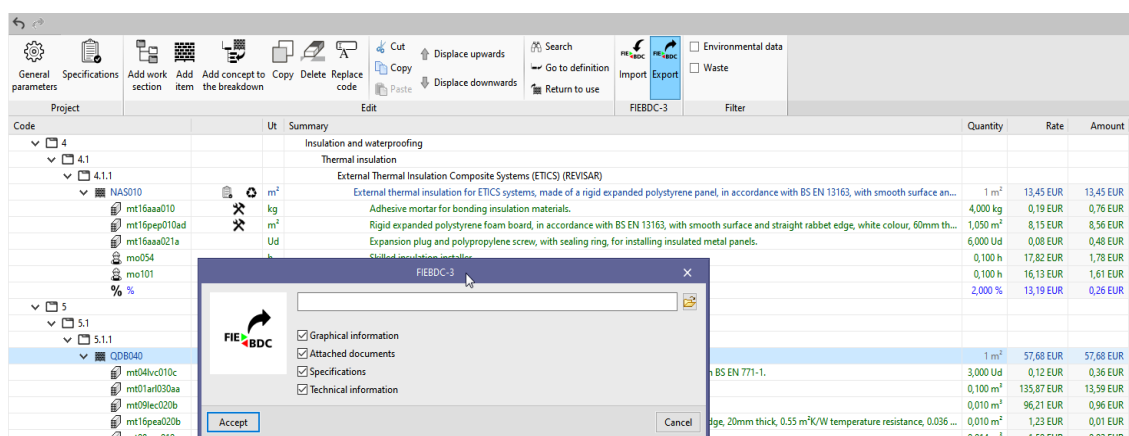 General parameters
Specifications
Add work section
Add item
Add concept to the breakdown
Copy
Delete
Replace code
Cut
Copy
Paste
Displace upwards
Displace downwards
Search
Go to definition
Return to use
FIE BDC
Import
FIE BDC
Export
Environmental data
Waste
Project
Edit
FIEBDC-3
Filter
Code Ut Summary Quantity Rate Amount
4 Insulation and waterproofing
4.1 Thermal insulation
4.1.1 External Thermal Insulation Composite Systems (ETICS) (REVISAR)
NAS010 m² External thermal insulation for ETICS systems, made of a rigid expanded polystyrene panel, in accordance with BS EN 13163, with smooth surface an... 1 m² 13,45 EUR 13,45 EUR
mt16aaa010 kg Adhesive mortar for bonding insulation materials. 4,000 kg 0,19 EUR 0,76 EUR
mt16pep010ad m² Rigid expanded polystyrene foam board, in accordance with BS EN 13163, with smooth surface and straight rabbet edge, white colour, 60mm th... 1,050 m² 8,15 EUR 8,56 EUR
mt16aaa021a Ud Expansion plug and polypropylene screw, with sealing ring, for installing insulated metal panels. 6,000 Ud 0,08 EUR 0,48 EUR
mo054 h Skilled insulation installer. 0,100 h 17,82 EUR 1,78 EUR
mo101 0,100 h 16,13 EUR 1,61 EUR
% % 2,000 % 13,19 EUR 0,26 EUR
5
5.1
5.1.1
QDB040 1 m² 57,68 EUR 57,68 EUR
mt04lvc010c BS EN 771-1. 3,000 Ud 0,12 EUR 0,36 EUR
mt01arl030aa 0,100 m³ 135,87 EUR 13,59 EUR
mt09lec020b 0,010 m³ 96,21 EUR 0,96 EUR
mt16pea020b dge, 20mm thick, 0.55 m²K/W temperature resistance, 0.036 ... 0,010 m² 1,23 EUR 0,01 EUR
FIEBDC-3
FIE BDC
Graphical information
Attached documents
Specifications
Technical information
Accept
Cancel